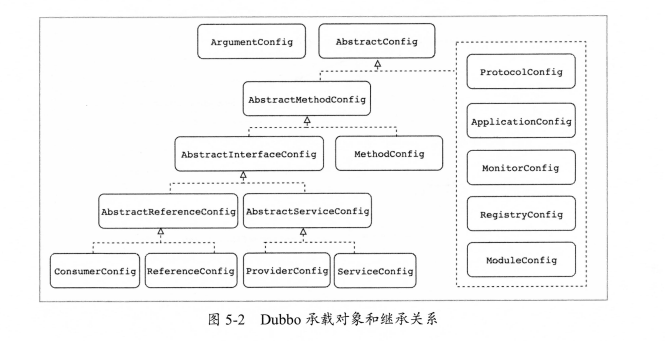 ArgumentConfig
AbstractConfig
ProtocolConfig
AbstractMethodConfig
ApplicationConfig
AbstractInterfaceConfig
MethodConfig
MonitorConfig
AbstractReferenceConfig
AbstractServiceConfig
RegistryConfig
ConsumerConfig
ReferenceConfig
ProviderConfig
ServiceConfig
ModuleConfig
图 5-2 Dubbo 承载对象和继承关系